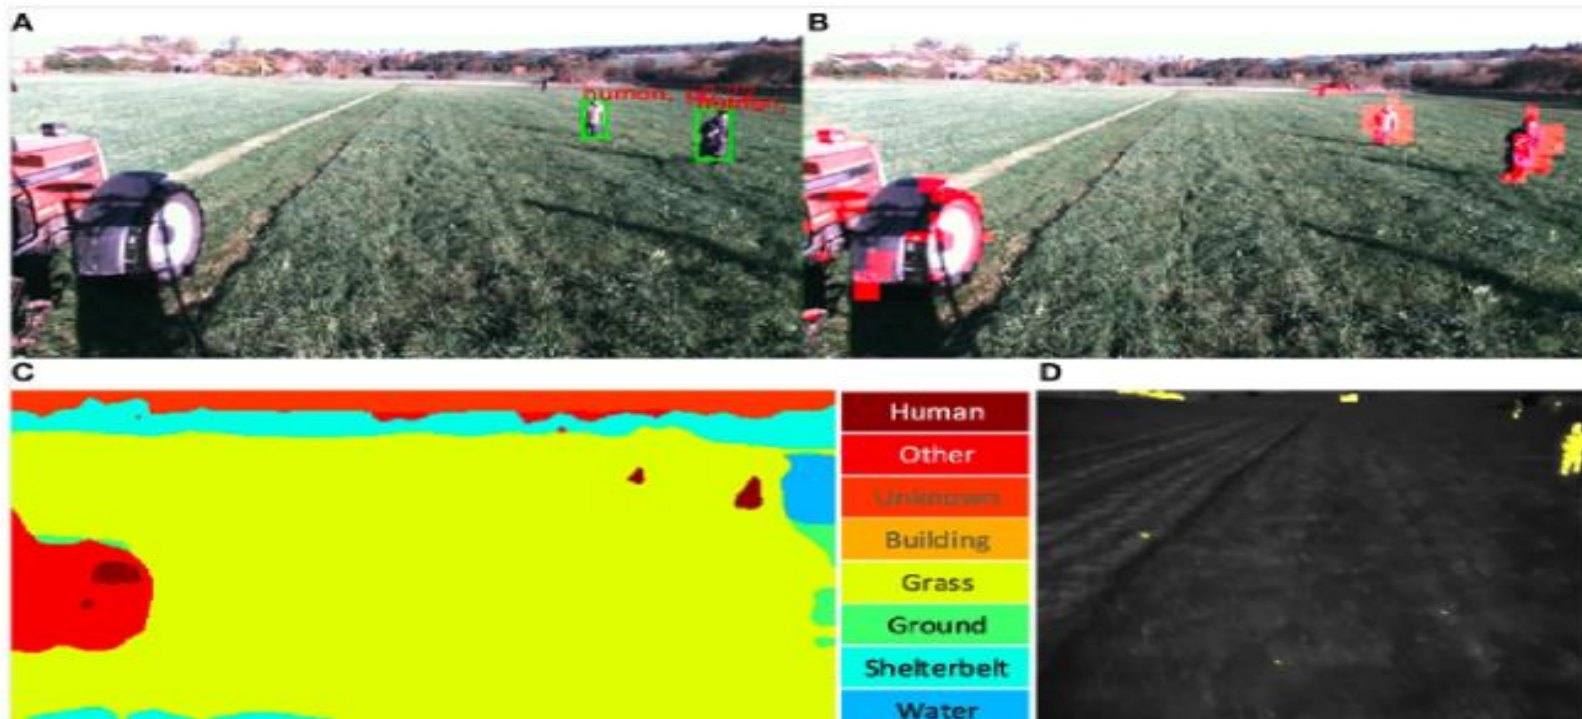 A
B
human,
C
Human
Other
Unknown
Building
Grass
Ground
Shelterbelt
Water
D